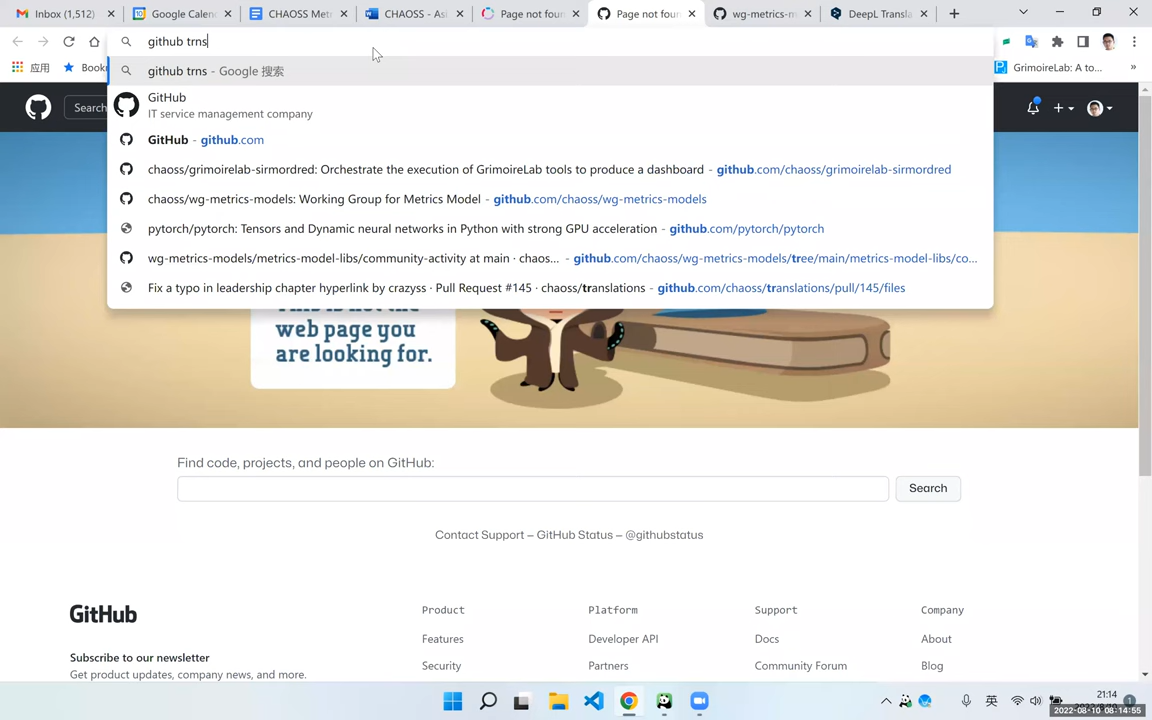 Inbox (1,512)
Google Calen
CHAOSS Metr
CHAOSS - Asi
Page not foun
Page not foun
wg-metrics-m
DeepL Transla
github trns
应用
Bookn
GrimoireLab: A to...
»
github trns - Google 搜索
GitHub
IT service management company
GitHub - github.com
chaoss/grimoirelab-sirmordred: Orchestrate the execution of GrimoireLab tools to produce a dashboard - github.com/chaoss/grimoirelab-sirmordred
chaoss/wg-metrics-models: Working Group for Metrics Model - github.com/chaoss/wg-metrics-models
pytorch/pytorch: Tensors and Dynamic neural networks in Python with strong GPU acceleration - github.com/pytorch/pytorch
wg-metrics-models/metrics-model-libs/community-activity at main · chaos... - github.com/chaoss/wg-metrics-models/tree/main/metrics-model-libs/co...
Fix a typo in leadership chapter hyperlink by crazyss · Pull Request #145 · chaoss/translations - github.com/chaoss/translations/pull/145/files
Search
web page you
are looking for.
Find code, projects, and people on GitHub:
Search
Contact Support — GitHub Status — @githubstatus
GitHub
Product
Platform
Support
Company
Features
Developer API
Docs
About
Subscribe to our newsletter
Security
Partners
Community Forum
Blog
Get product updates, company news, and more.
英
21:14
1
2022-08-10 08:14:55